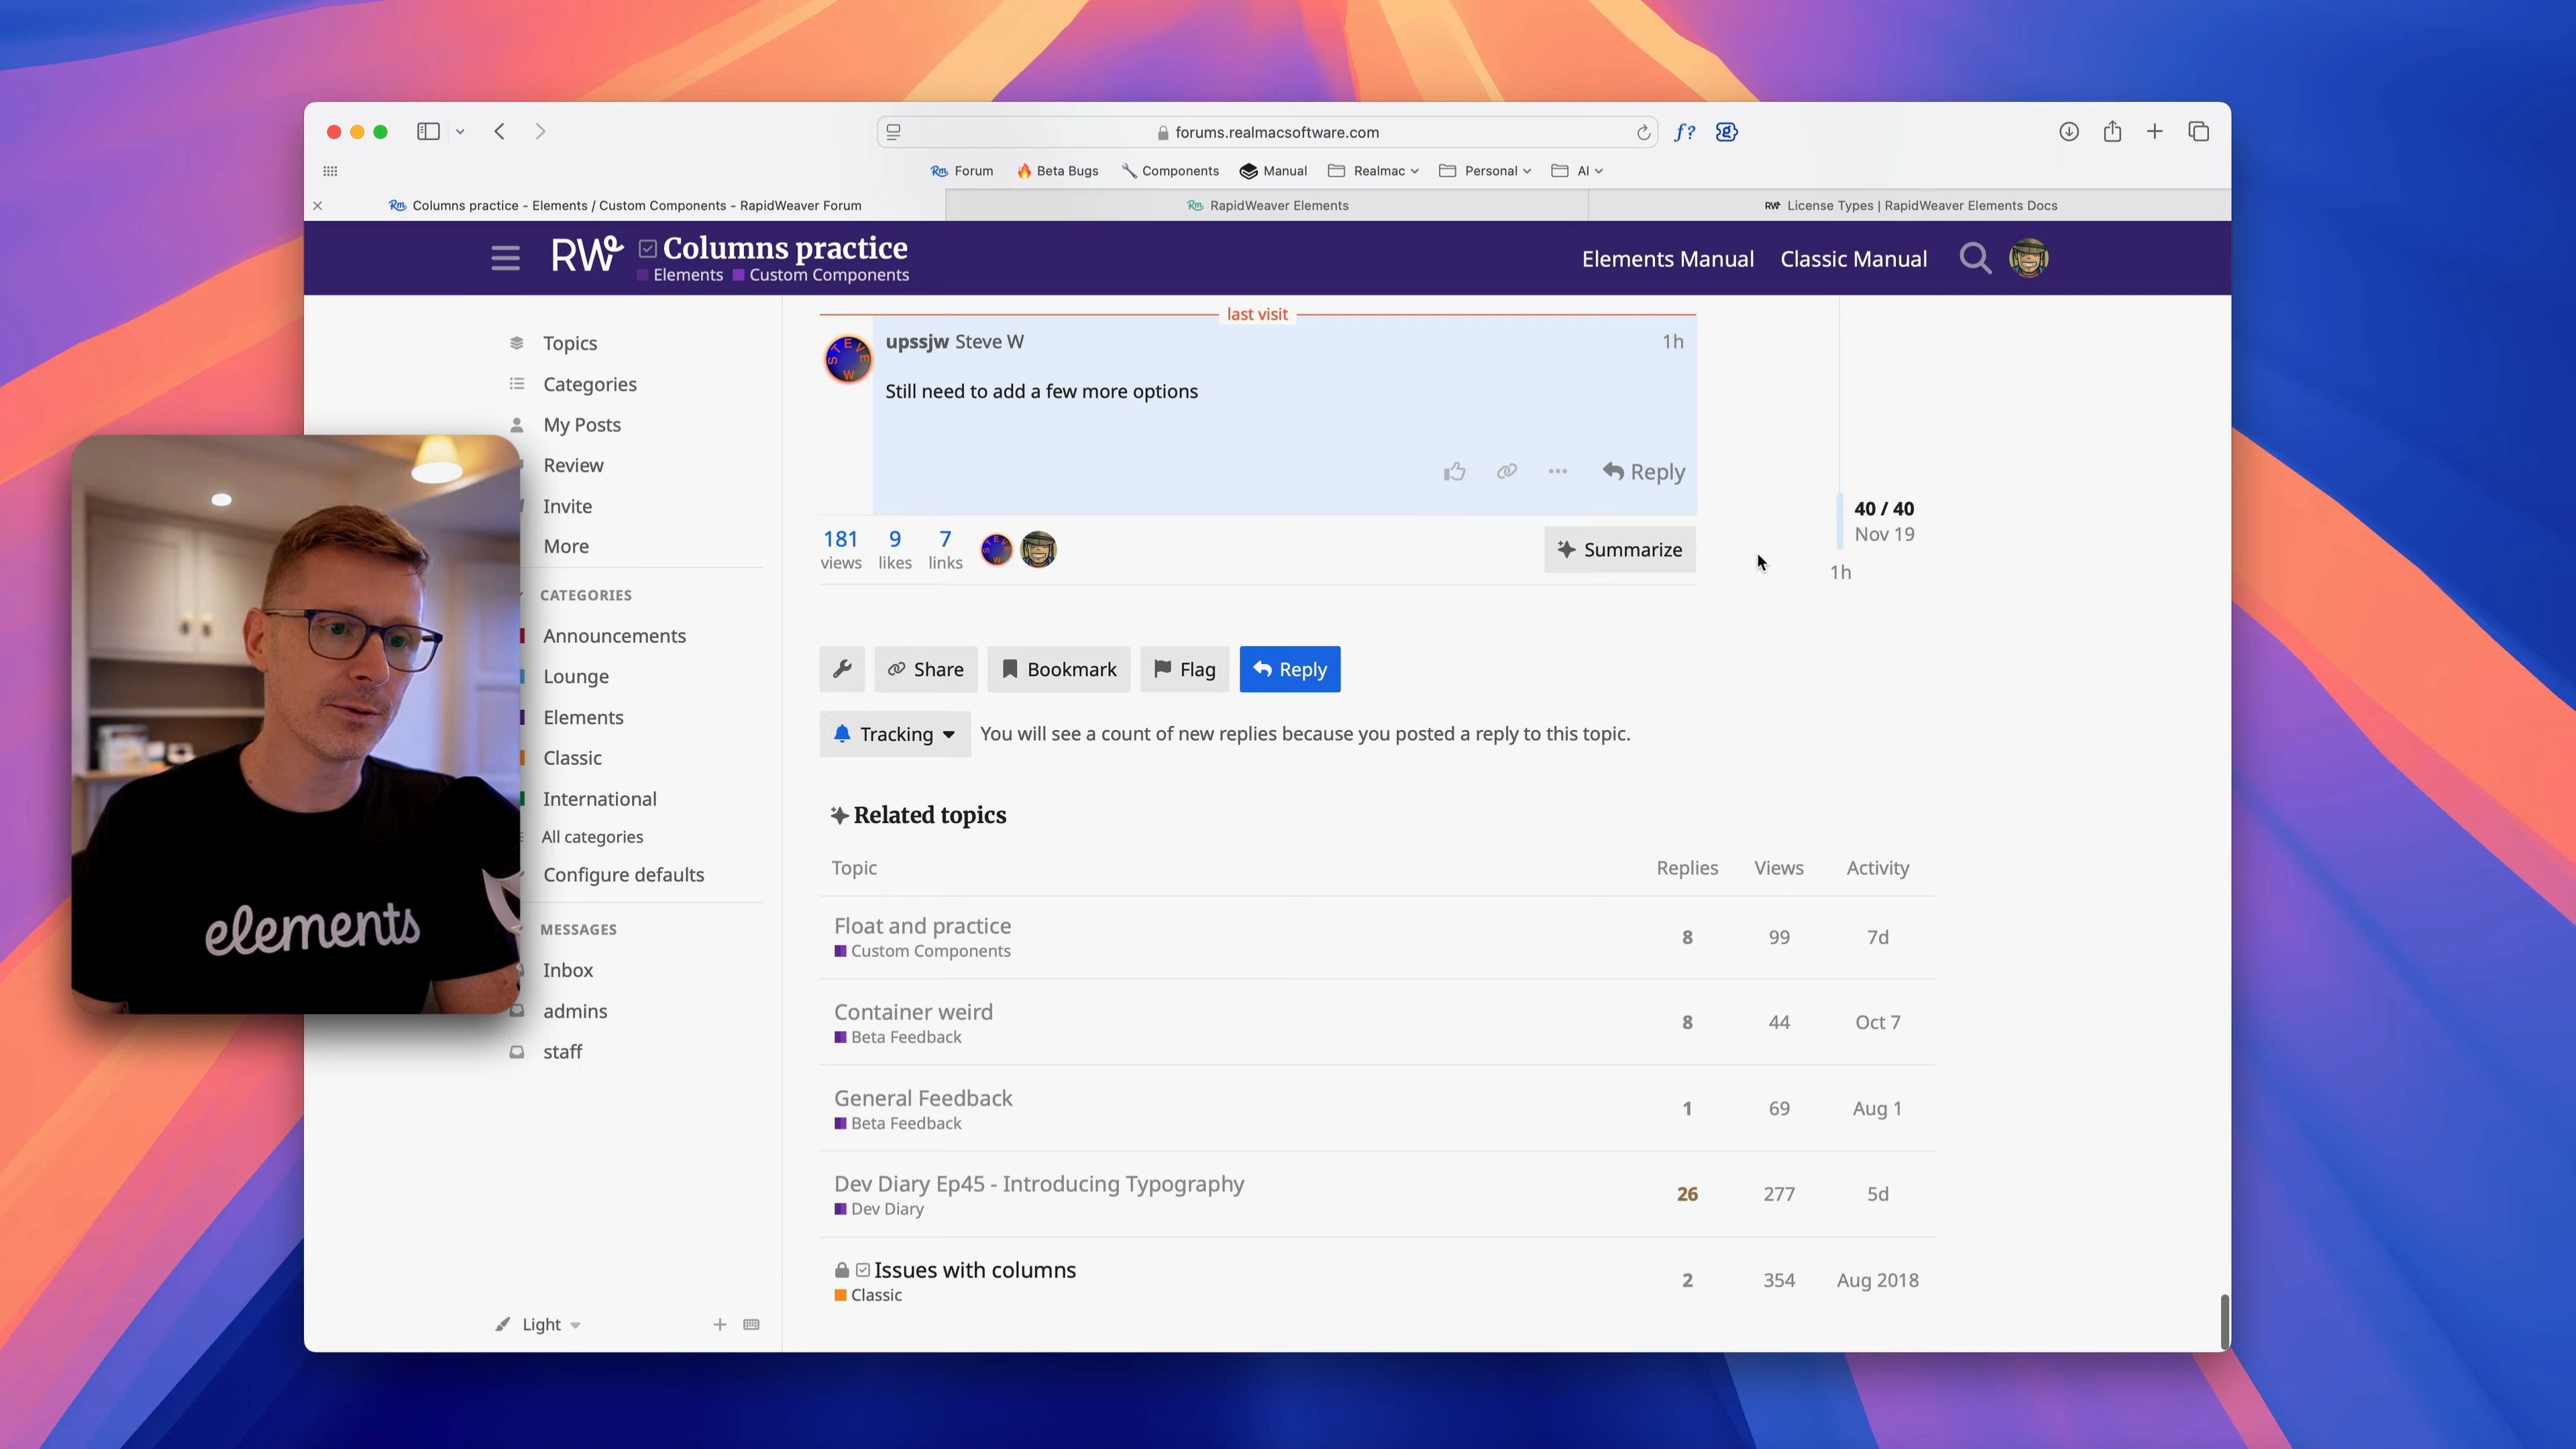 forums.realmacsoftware.com
Forum
Beta Bugs
Components
Manual
Realmac
Personal
AI
Columns practice - Elements / Custom Components - RapidWeaver Forum
RapidWeaver Elements
License Types | RapidWeaver Elements Docs
RW
Columns practice
Elements
Custom Components
Elements Manual
Classic Manual
last visit
Topics
Categories
My Posts
Review
Invite
More
CATEGORIES
Announcements
Lounge
Elements
Classic
International
All categories
Configure defaults
MESSAGES
Inbox
admins
staff
Light
STEVE W
upssjw Steve W
1h
Still need to add a few more options
Reply
181 views
9 likes
7 links
Summarize
40 / 40
Nov 19
1h
Share
Bookmark
Flag
Reply
Tracking
You will see a count of new replies because you posted a reply to this topic.
Related topics
Topic Replies Views Activity
Float and practice
Custom Components
8 99 7d
Container weird
Beta Feedback
8 44 Oct 7
General Feedback
Beta Feedback
1 69 Aug 1
Dev Diary Ep45 - Introducing Typography
Dev Diary
26 277 5d
Issues with columns
Classic
2 354 Aug 2018
elements